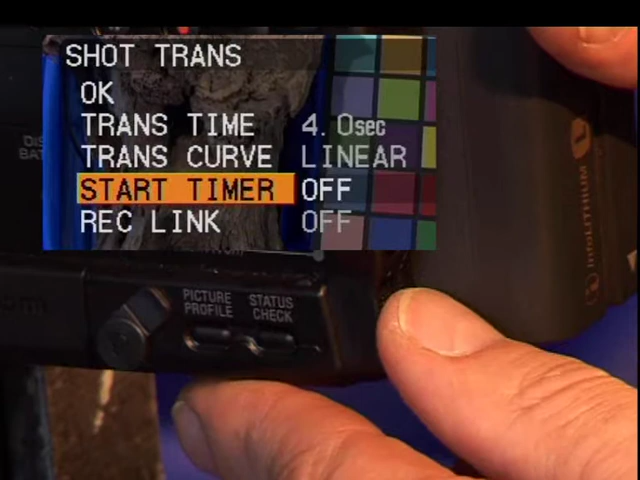 SHOT TRANS
OK
TRANS TIME 4.0sec
TRANS CURVE LINEAR
START TIMER OFF
REC LINK OFF
PICTURE PROFILE
STATUS CHECK
InfoLITHIUM L